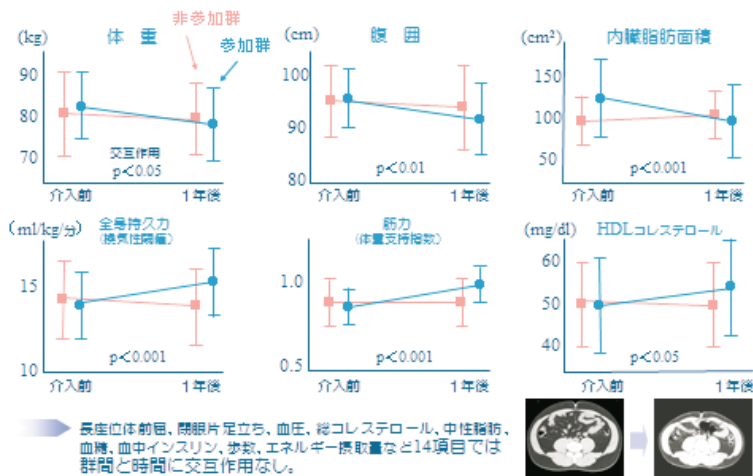 (kg) 体 重 非参加群 参加群
90
80
70
交互作用
p<0.05
介入前 1年後
(cm) 腹 囲
100
95
90
80
p<0.01
介入前 1年後
(cm²) 内臓脂肪面積
150
100
50
p<0.001
介入前 1年後
(ml/kg/分) 全身持久力
(換気性閾値)
15
10
p<0.001
介入前 1年後
筋力
(体重支持指数)
1.0
0.5
p<0.001
介入前 1年後
(mg/dl) HDLコレステロール
60
50
40
p<0.05
介入前 1年後
長座位体前屈、閉眼片足立ち、血圧、総コレステロール、中性脂肪、
血糖、血中インスリン、歩数、エネルギー摂取量など14項目では
群間と時間に交互作用なし。